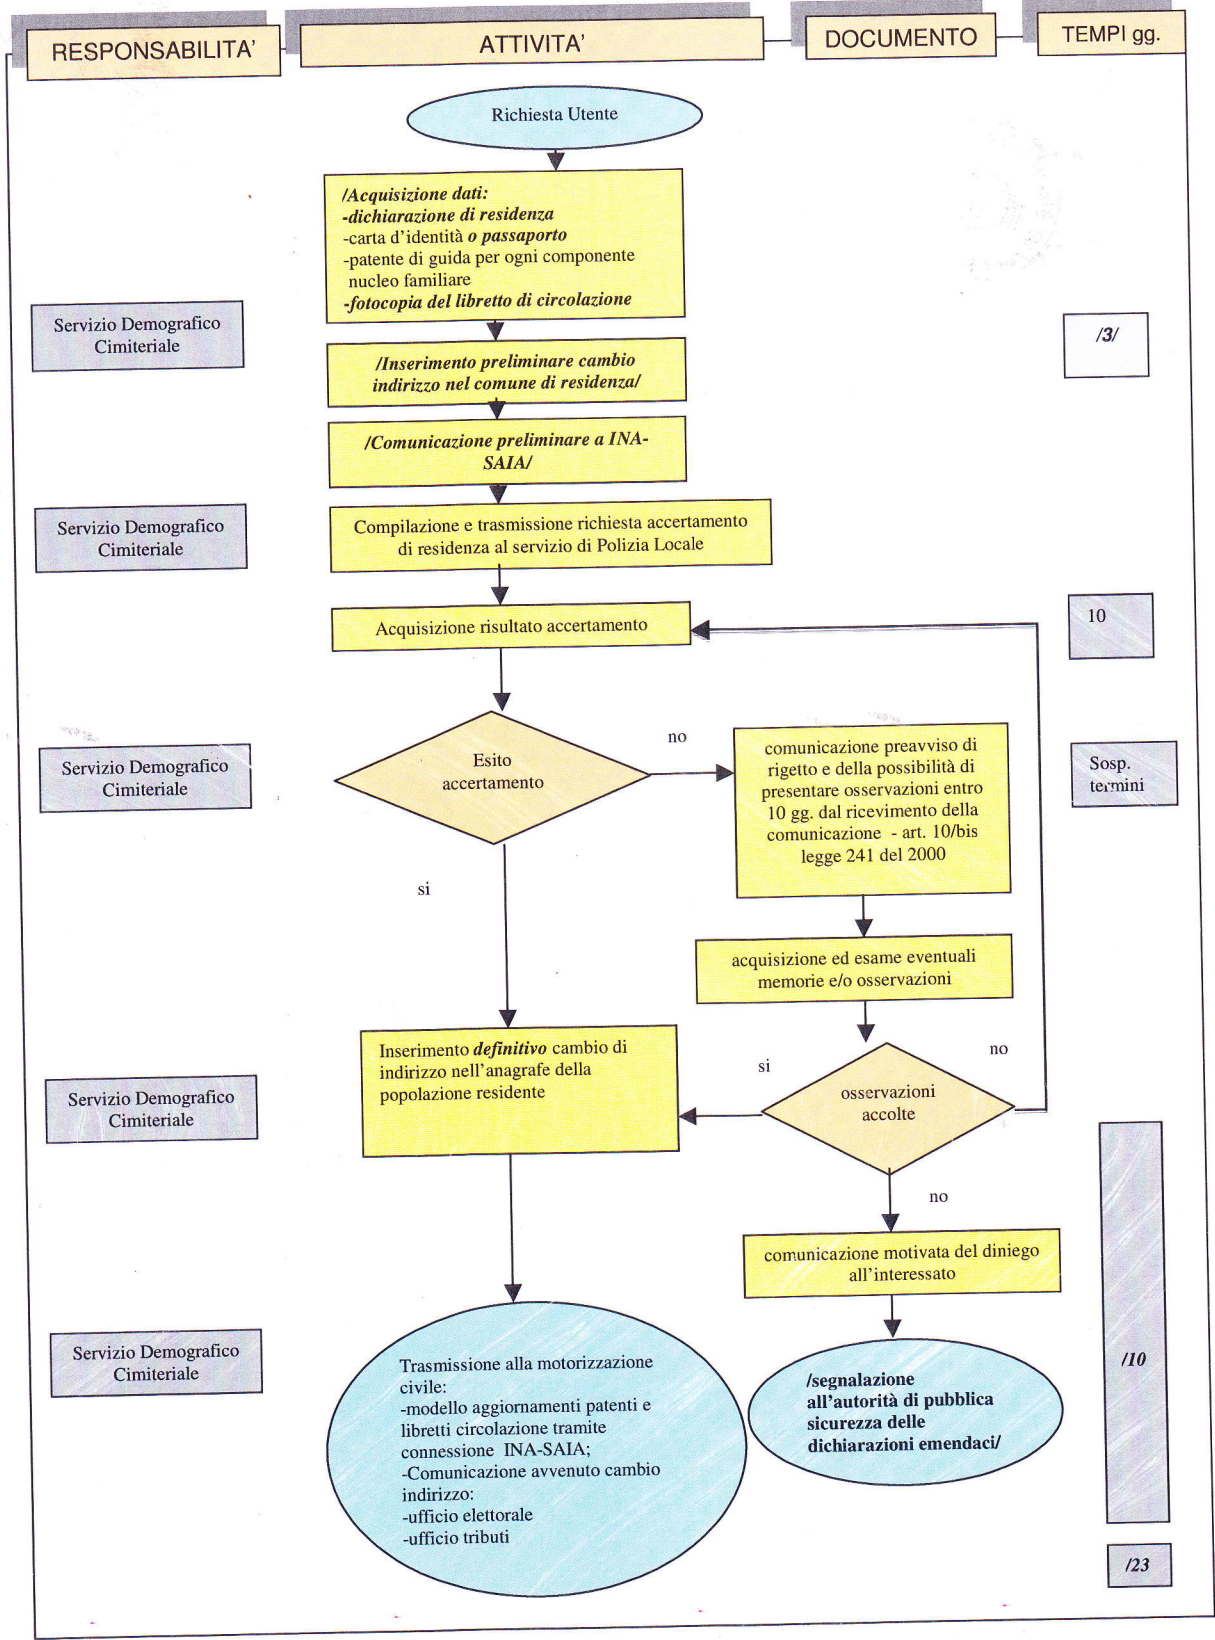 RESPONSABILITA’
ATTIVITA’
DOCUMENTO
TEMPI gg.
Richiesta Utente
/Acquisizione dati:
-dichiarazione di residenza
-carta d’identità o passaporto
-patente di guida per ogni componente
nucleo familiare
-fotocopia del libretto di circolazione
Servizio Demografico
Cimiteriale
/3/
/Inserimento preliminare cambio
indirizzo nel comune di residenza/
/Comunicazione preliminare a INA-
SAIA/
Servizio Demografico
Cimiteriale
Compilazione e trasmissione richiesta accertamento
di residenza al servizio di Polizia Locale
Acquisizione risultato accertamento
10
Servizio Demografico
Cimiteriale
Esito
accertamento
no
comunicazione preavviso di
rigetto e della possibilità di
presentare osservazioni entro
10 gg. dal ricevimento della
comunicazione - art. 10/bis
legge 241 del 2000
Sosp.
termini
si
acquisizione ed esame eventuali
memorie e/o osservazioni
Servizio Demografico
Cimiteriale
Inserimento definitivo cambio di
indirizzo nell’anagrafe della
popolazione residente
si
osservazioni
accolte
no
no
comunicazione motivata del diniego
all’interessato
Servizio Demografico
Cimiteriale
Trasmissione alla motorizzazione
civile:
-modello aggiornamenti patenti e
libretti circolazione tramite
connessione INA-SAIA;
-Comunicazione avvenuto cambio
indirizzo:
-ufficio elettorale
-ufficio tributi
/segnalazione
all’autorità di pubblica
sicurezza delle
dichiarazioni emendaci/
/10
/23